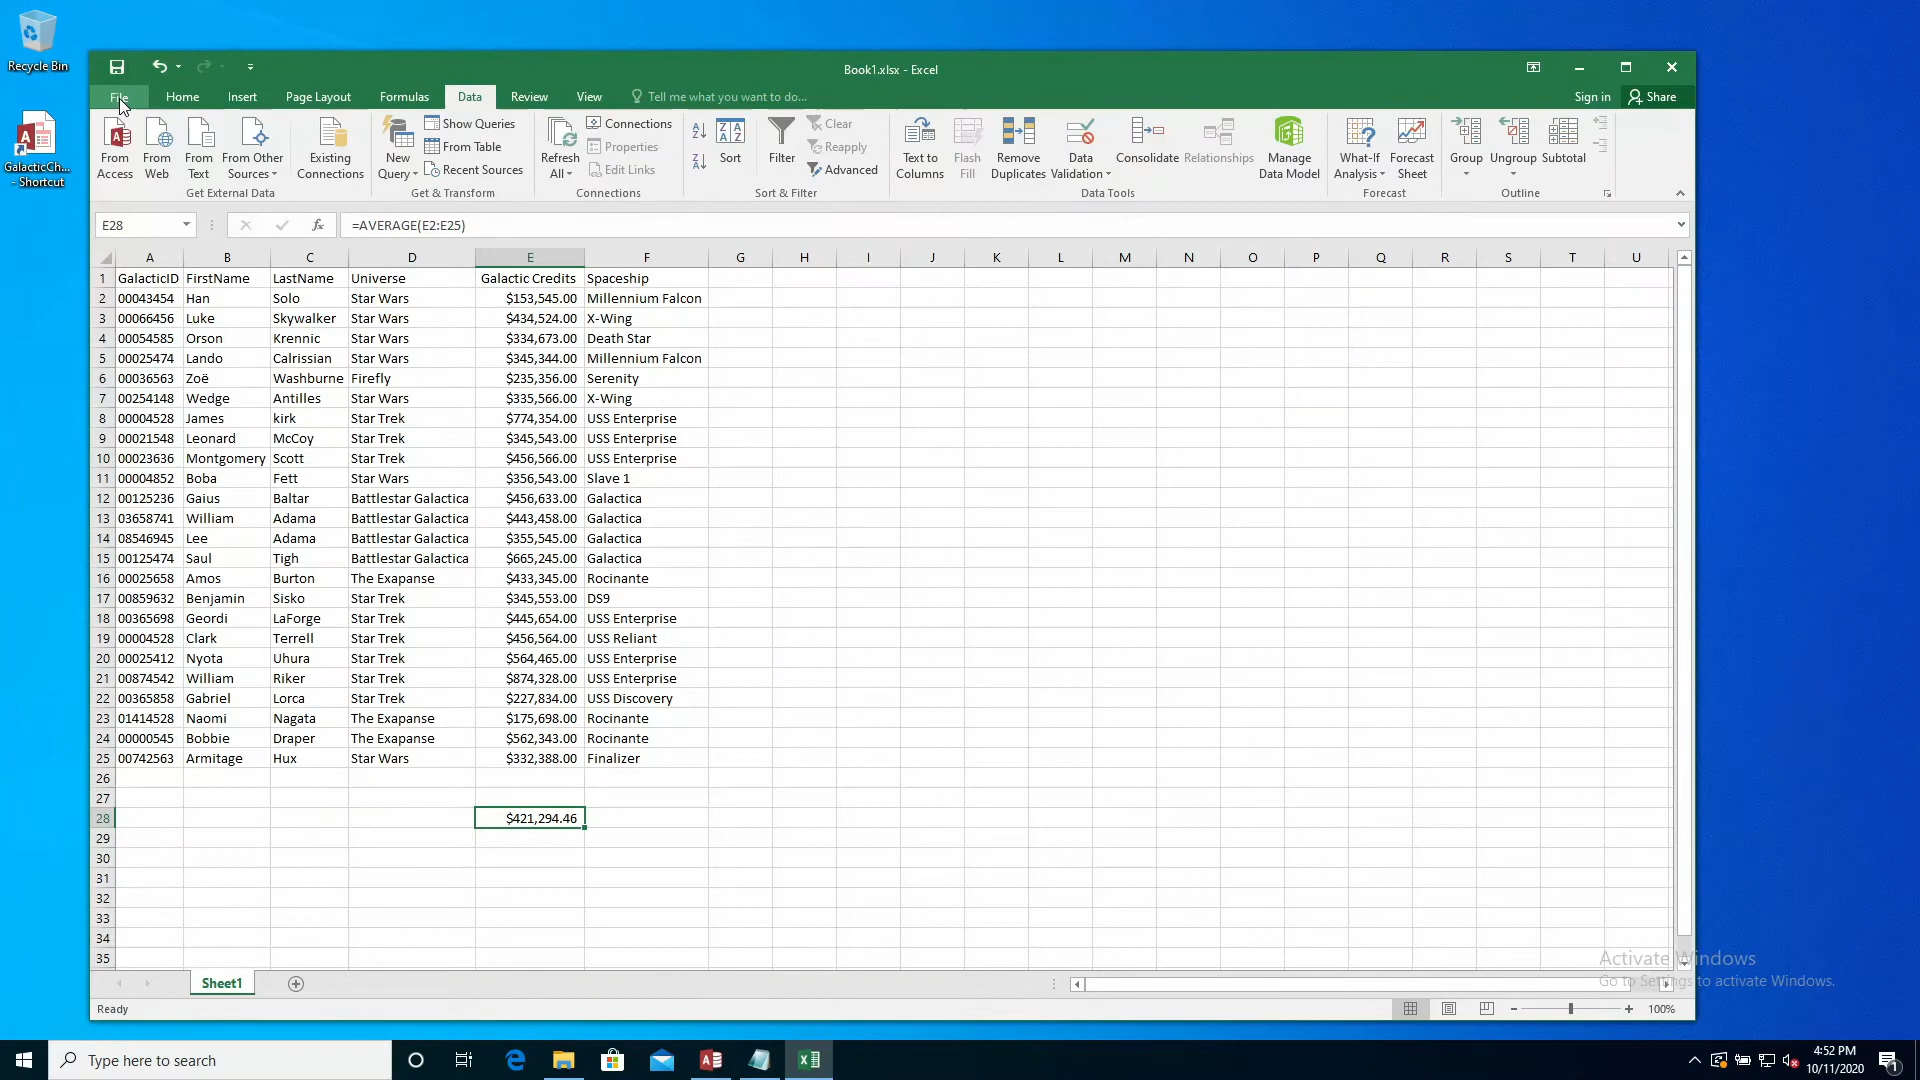 Recycle Bin
GalacticCh...
- Shortcut
Book1.xlsx - Excel
File Home Insert Page Layout Formulas Data Review View Tell me what you want to do... Sign in Share
From Access
From Web
From Text
From Other Sources
Get External Data
Existing Connections
New Query
Show Queries
From Table
Recent Sources
Get & Transform
Refresh All
Connections
Properties
Edit Links
Connections
Sort
Filter
Clear
Reapply
Advanced
Sort & Filter
Text to Columns
Flash Fill
Remove Duplicates
Data Validation
Consolidate
Relationships
Manage Data Model
Data Tools
What-If Analysis
Forecast Sheet
Forecast
Group
Ungroup
Subtotal
Outline
E28 fx =AVERAGE(E2:E25)
A B C D E F G H I J K L M N O P Q R S T U
1 GalacticID FirstName LastName Universe Galactic Credits Spaceship
2 00043454 Han Solo Star Wars $153,545.00 Millennium Falcon
3 00066456 Luke Skywalker Star Wars $434,524.00 X-Wing
4 00054585 Orson Krennic Star Wars $334,673.00 Death Star
5 00025474 Lando Calrissian Star Wars $345,344.00 Millennium Falcon
6 00036563 Zoë Washburne Firefly $235,356.00 Serenity
7 00254148 Wedge Antilles Star Wars $335,566.00 X-Wing
8 00004528 James kirk Star Trek $774,354.00 USS Enterprise
9 00021548 Leonard McCoy Star Trek $345,543.00 USS Enterprise
10 00023636 Montgomery Scott Star Trek $456,566.00 USS Enterprise
11 00004852 Boba Fett Star Wars $356,543.00 Slave 1
12 00125236 Gaius Baltar Battlestar Galactica $456,633.00 Galactica
13 03658741 William Adama Battlestar Galactica $443,458.00 Galactica
14 08546945 Lee Adama Battlestar Galactica $355,545.00 Galactica
15 00125474 Saul Tigh Battlestar Galactica $665,245.00 Galactica
16 00025658 Amos Burton The Exapanse $433,345.00 Rocinante
17 00859632 Benjamin Sisko Star Trek $345,553.00 DS9
18 00365698 Geordi LaForge Star Trek $445,654.00 USS Enterprise
19 00004528 Clark Terrell Star Trek $456,564.00 USS Reliant
20 00025412 Nyota Uhura Star Trek $564,465.00 USS Enterprise
21 00874542 William Riker Star Trek $874,328.00 USS Enterprise
22 00365858 Gabriel Lorca Star Trek $227,834.00 USS Discovery
23 01414528 Naomi Nagata The Exapanse $175,698.00 Rocinante
24 00000545 Bobbie Draper The Exapanse $562,343.00 Rocinante
25 00742563 Armitage Hux Star Wars $332,388.00 Finalizer
26
27
28 $421,294.46
29
30
31
32
33
34
35
Activate Windows
Go to Settings to activate Windows.
Sheet1
Ready
100%
Type here to search
4:52 PM
10/11/2020
1